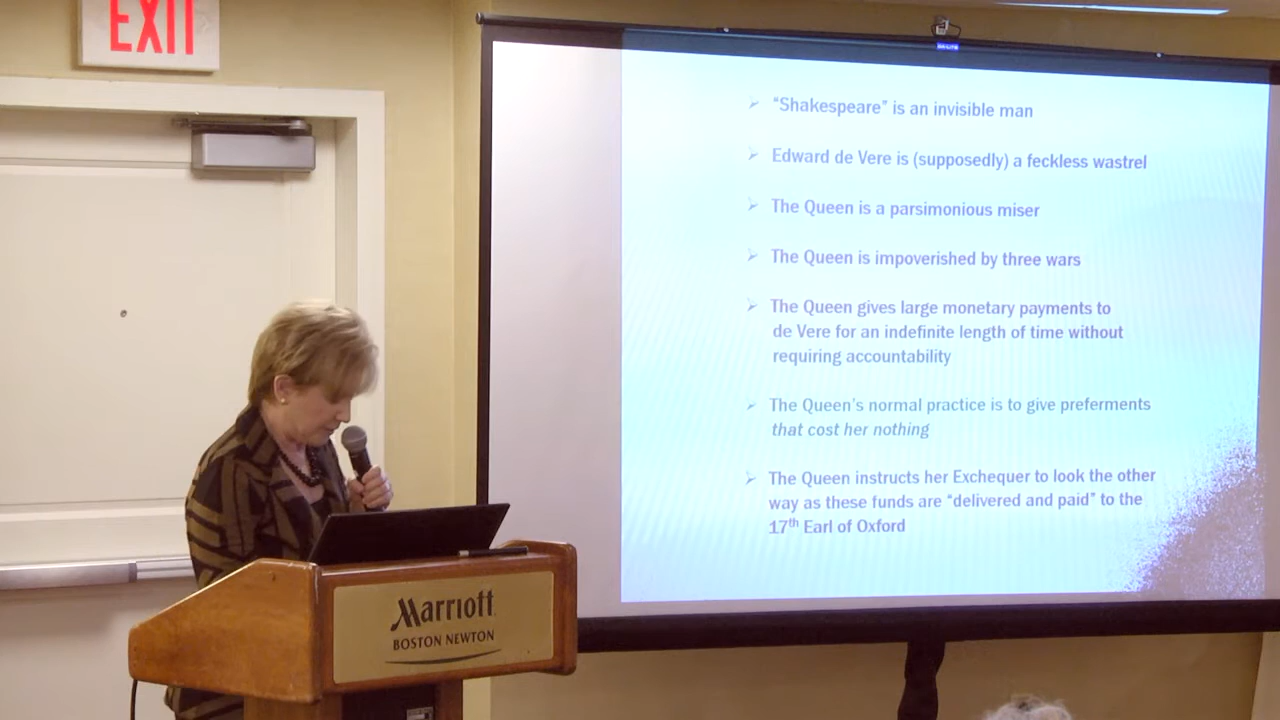 EXIT
“Shakespeare” is an invisible man
Edward de Vere is (supposedly) a feckless wastrel
The Queen is a parsimonious miser
The Queen is impoverished by three wars
The Queen gives large monetary payments to
de Vere for an indefinite length of time without
requiring accountability
The Queen’s normal practice is to give preferments
that cost her nothing
The Queen instructs her Exchequer to look the other
way as these funds are “delivered and paid” to the
17th Earl of Oxford
Marriott
BOSTON NEWTON